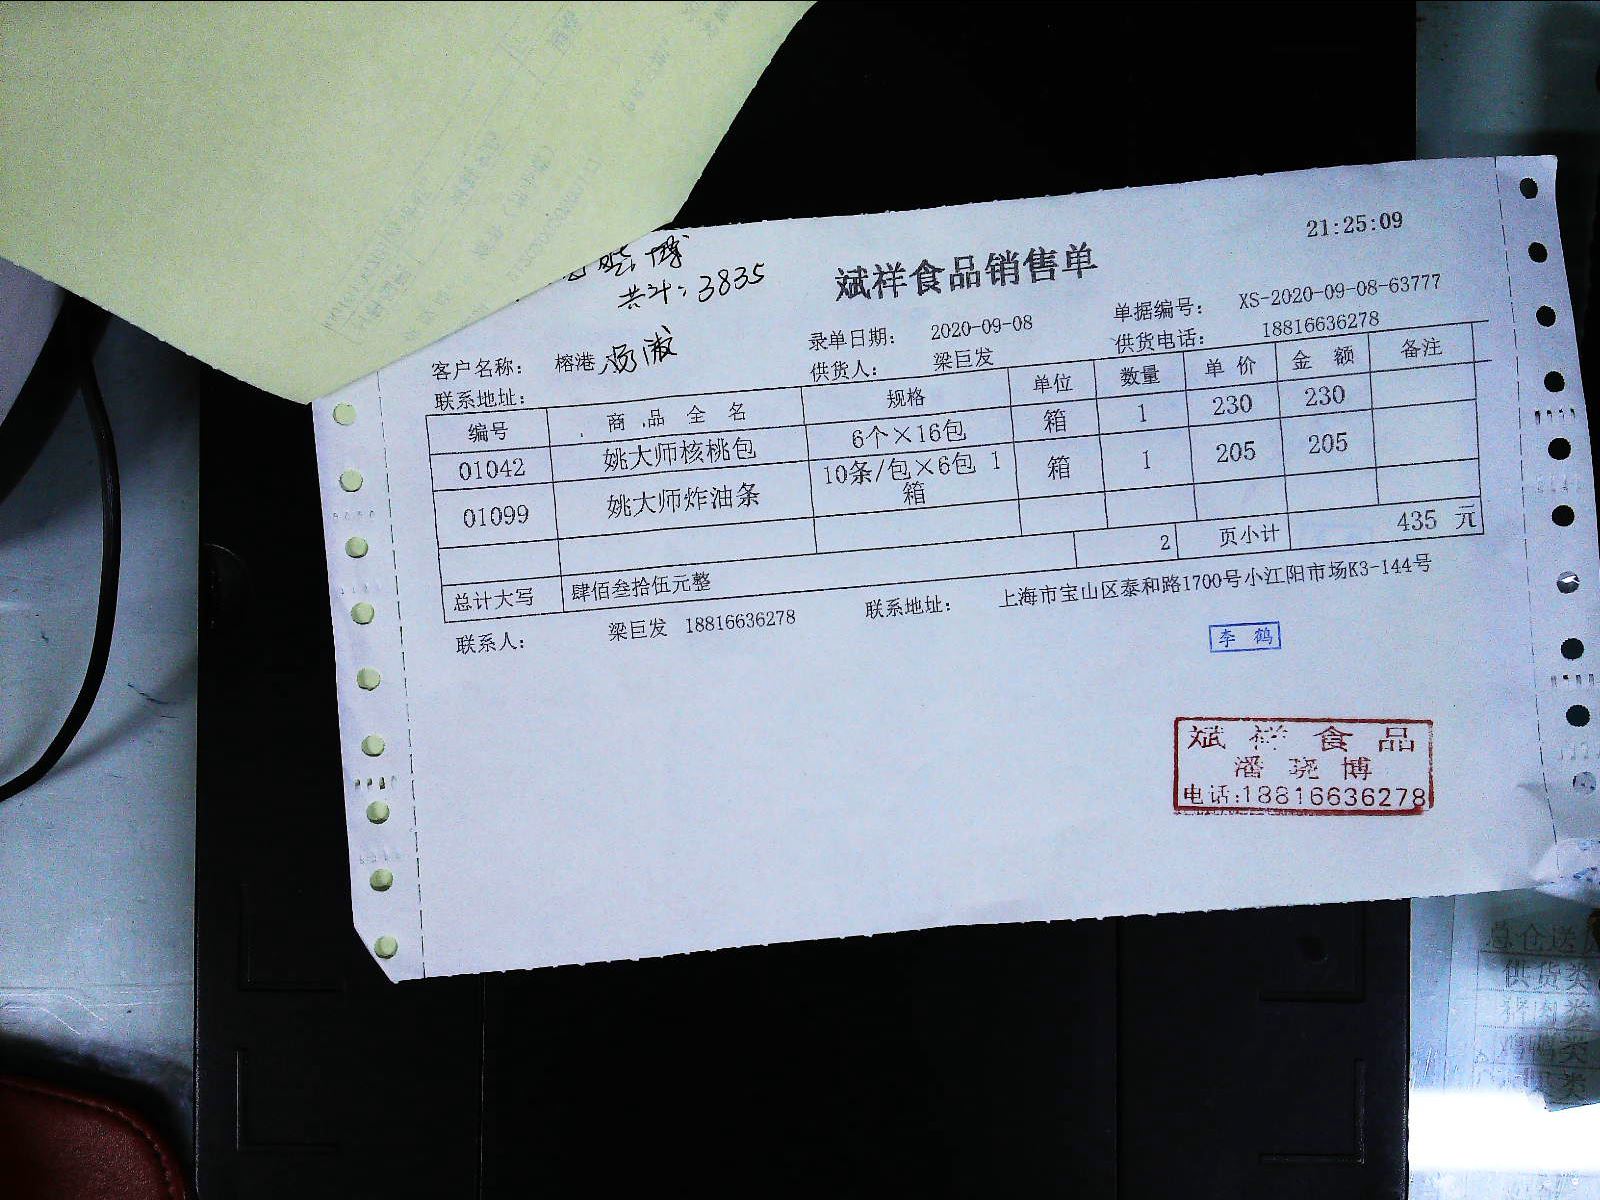 21:25:09
斌祥食品销售单
共计：3835
录单日期： 2020-09-08 单据编号： XS-2020-09-08-63777
客户名称： 榕港 供货人： 梁巨发 供货电话： 18816636278
联系地址：
编号 商 品 全 名 规格 单位 数量 单 价 金 额 备注
01042 姚大师核桃包 6个×16包 箱 1 230 230
01099 姚大师炸油条 10条/包×6包 1箱 箱 1 205 205
2 页小计 435 元
总计大写 肆佰叁拾伍元整
联系人： 梁巨发 18816636278 联系地址： 上海市宝山区泰和路1700号小江阳市场K3-144号
李 鹤
斌 祥 食 品
潘 晓 博
电话:18816636278
供货类